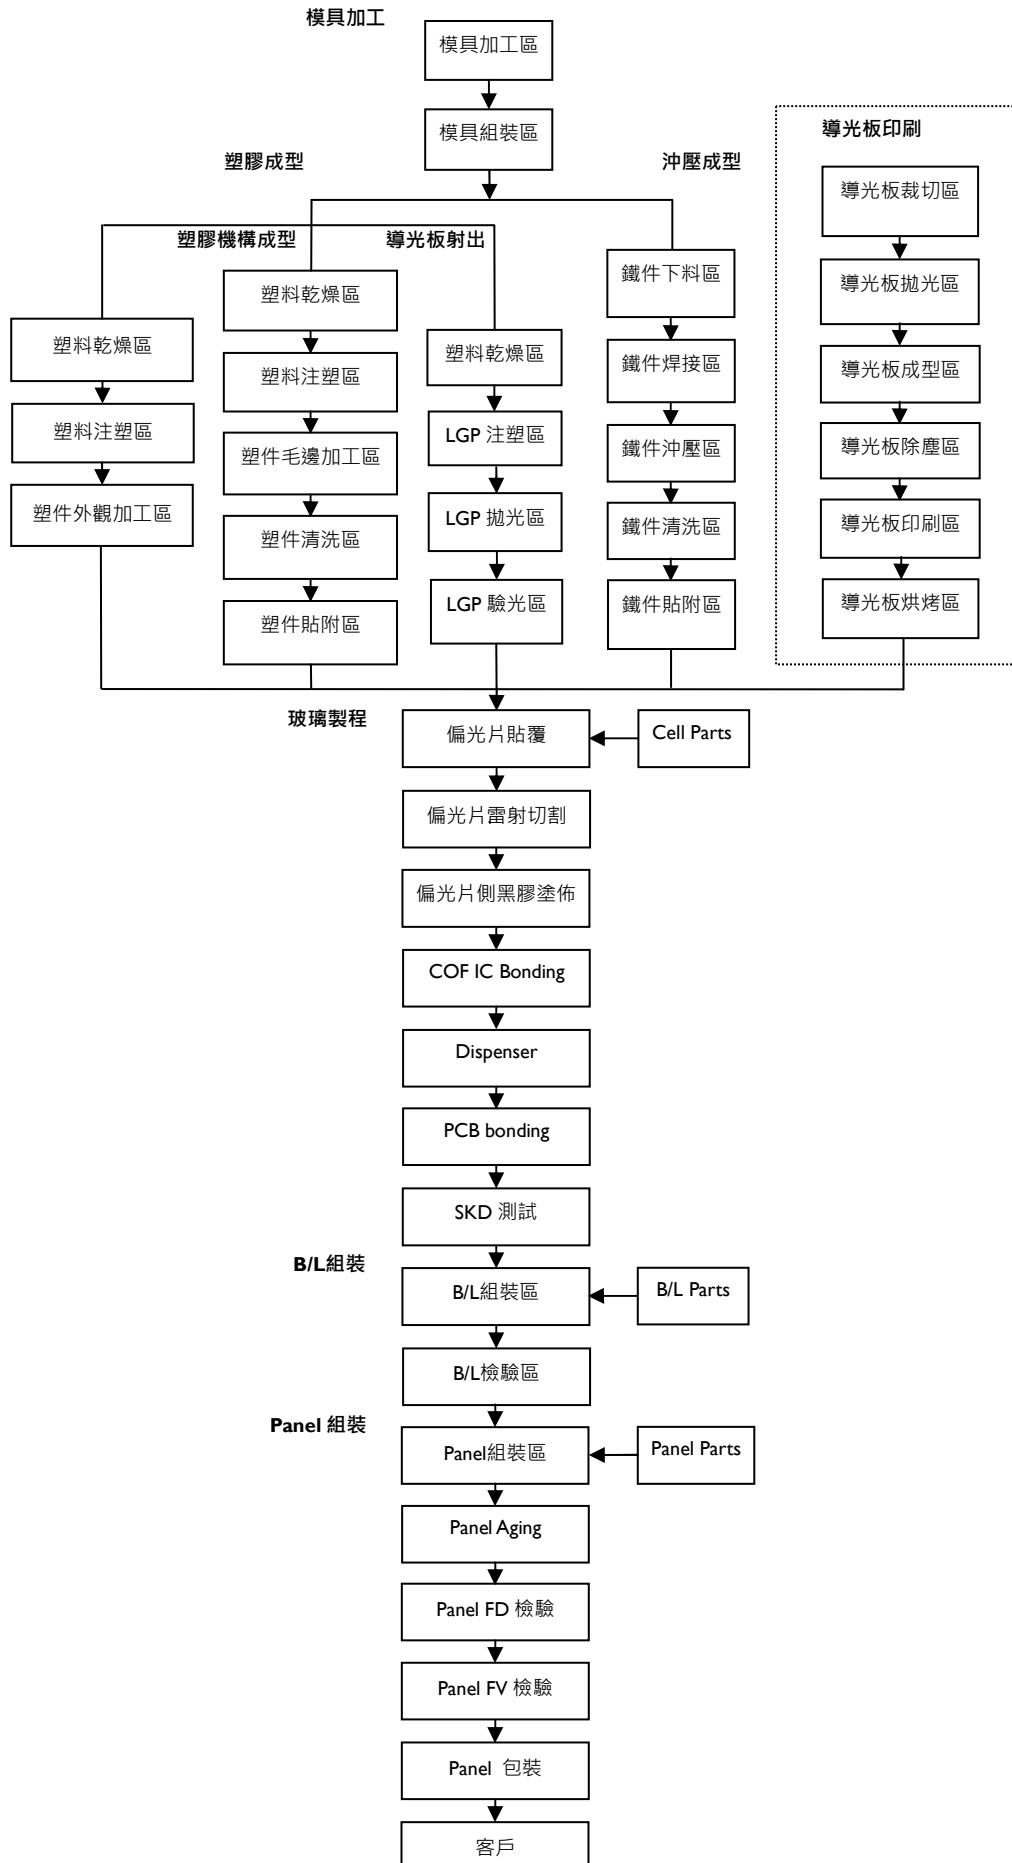 模具加工
模具加工區
模具組裝區
塑膠成型
沖壓成型
塑膠機構成型
導光板射出
塑料乾燥區
塑料注塑區
塑件外觀加工區
塑料乾燥區
塑料注塑區
塑件毛邊加工區
塑件清洗區
塑件貼附區
塑料乾燥區
LGP 注塑區
LGP 拋光區
LGP 驗光區
鐵件下料區
鐵件焊接區
鐵件沖壓區
鐵件清洗區
鐵件貼附區
導光板印刷
導光板裁切區
導光板拋光區
導光板成型區
導光板除塵區
導光板印刷區
導光板烘烤區
玻璃製程
偏光片貼覆
Cell Parts
偏光片雷射切割
偏光片側黑膠塗佈
COF IC Bonding
Dispenser
PCB bonding
SKD 測試
B/L組裝
B/L組裝區
B/L Parts
B/L檢驗區
Panel 組裝
Panel組裝區
Panel Parts
Panel Aging
Panel FD 檢驗
Panel FV 檢驗
Panel 包裝
客戶